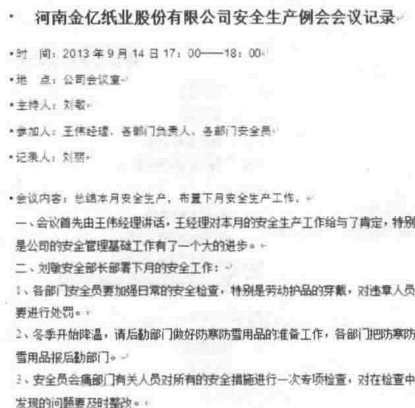 河南金亿纸业股份有限公司安全生产例会会议记录
•时 间：2013年9月14日17：00——18：00
•地 点：公司会议室
•主持人：刘敏
•参加人：王伟经理、各部门负责人、各部门安全员
•记录人：刘丽
•会议内容：总结本月安全生产，布置下月安全生产工作。
一、会议首先由王伟经理讲话，王经理对本月的安全生产工作给与了肯定，特别
是公司的安全管理基础工作有了一个大的进步。
二、刘敏安全部长部署下月的安全工作：
1、各部门安全员要加强日常的安全检查，特别是劳动护品的穿戴，对违章人员
要进行处罚。
2、冬季开始降温，请后勤部门做好防寒防雪用品的准备工作，各部门把防寒防
雪用品报后勤部门。
3、安全员会痛部门有关人员对所有的安全措施进行一次专项检查，对在检查中
发现的问题要及时整改。